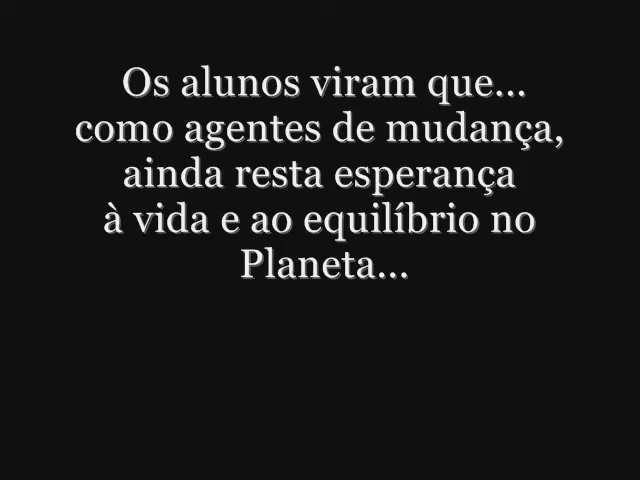 Os alunos viram que...
como agentes de mudança,
ainda resta esperança
à vida e ao equilíbrio no
Planeta...